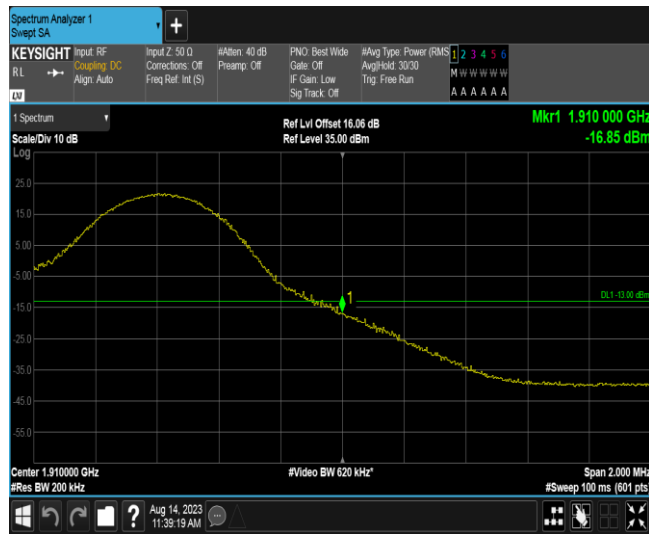 Spectrum Analyzer 1
Swept SA
+
KEYSIGHT
RL
LXI
Input: RF
Coupling: DC
Align: Auto
Input Z: 50 Ω
Corrections: Off
Freq Ref: Int (S)
#Atten: 40 dB
Preamp: Off
PNO: Best Wide
Gate: Off
IF Gain: Low
Sig Track: Off
#Avg Type: Power (RMS
Avg|Hold: 30/30
Trig: Free Run
1 2 3 4 5 6
M W W W W W
A A A A A A
1 Spectrum
Scale/Div 10 dB
Log
Ref Lvl Offset 16.06 dB
Ref Level 35.00 dBm
Mkr1 1.910 000 GHz
-16.85 dBm
25.0
15.0
5.00
-5.00
1
DL1 -13.00 dBm
-15.0
-25.0
-35.0
-45.0
-55.0
Center 1.910000 GHz
#Res BW 200 kHz
#Video BW 620 kHz*
Span 2.000 MHz
#Sweep 100 ms (601 pts
?
Aug 14, 2023
11:39:19 AM